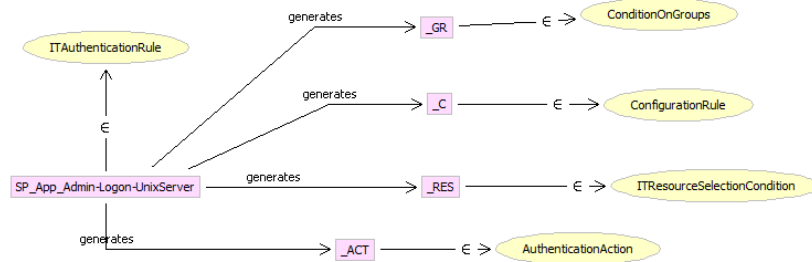 generates
_GR
∈
ConditionOnGroups
ITAuthenticationRule
generates
_C
∈
ConfigurationRule
∈
SP_App_Admin-Logon-UnixServer
generates
_RES
∈
ITResourceSelectionCondition
generates
_ACT
∈
AuthenticationAction